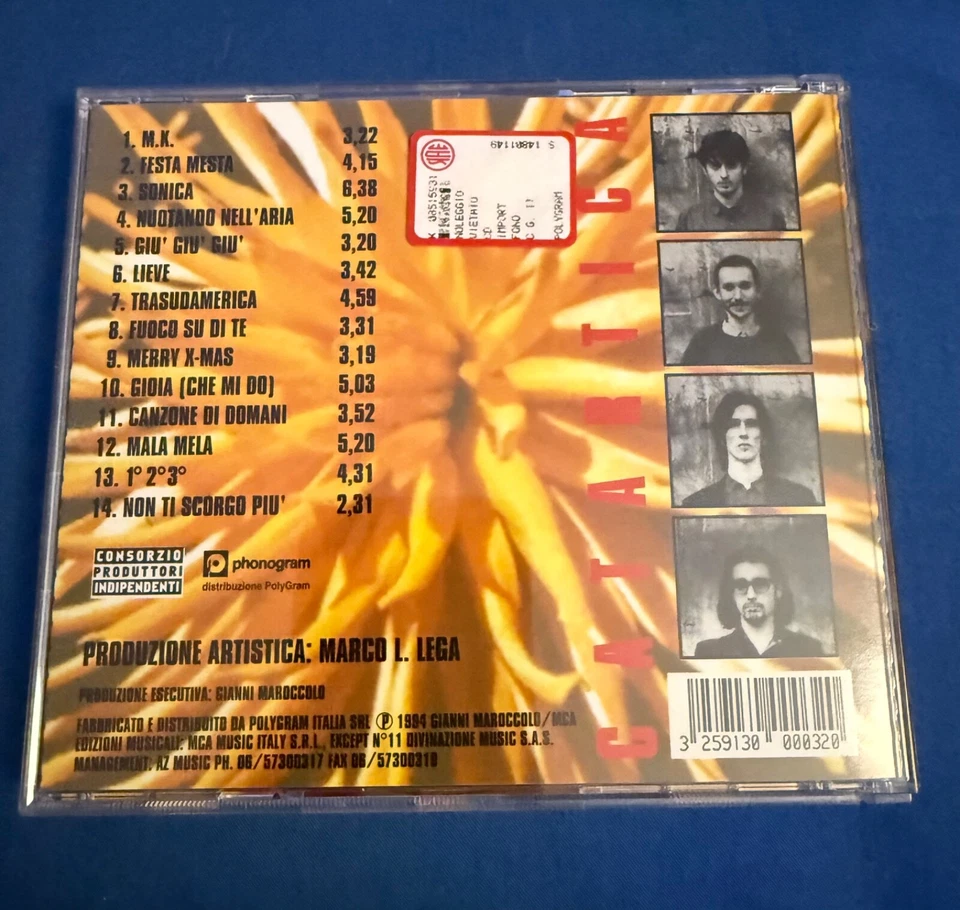 1. M.K. 3,22
2. FESTA MESTA 4,15
3. SONICA 6,38
4. NUOTANDO NELL'ARIA 5,20
5. GIU' GIU' GIU' 3,20
6. LIEVE 3,42
7. TRASUDAMERICA 4,59
8. FUOCO SU DI TE 3,31
9. MERRY X-MAS 3,19
10. GIOIA (CHE MI DO) 5,03
11. CANZONE DI DOMANI 3,52
12. MALA MELA 5,20
13. 1° 2° 3° 4,31
14. NON TI SCORGO PIU' 2,31
CONSORZIO
PRODUTTORI
INDIPENDENTI
phonogram
distribuzione PolyGram
PRODUZIONE ARTISTICA: MARCO L. LEGA
PRODUZIONE ESECUTIVA: GIANNI MAROCCOLO
FABBRICATO E DISTRIBUITO DA POLYGRAM ITALIA SRL ℗ 1994 GIANNI MAROCCOLO/MCA
EDIZIONI MUSICALI: MCA MUSIC ITALY S.R.L., EXCEPT N°11 DIVINAZIONE MUSIC S.A.S.
MANAGEMENT: AZ MUSIC PH. 06/57300317 FAX 06/57300310
NOLEGGIO
VIETATO
CD
IMPORT
FONO
POLYGRAM
CATARTICA
3 259130 000320